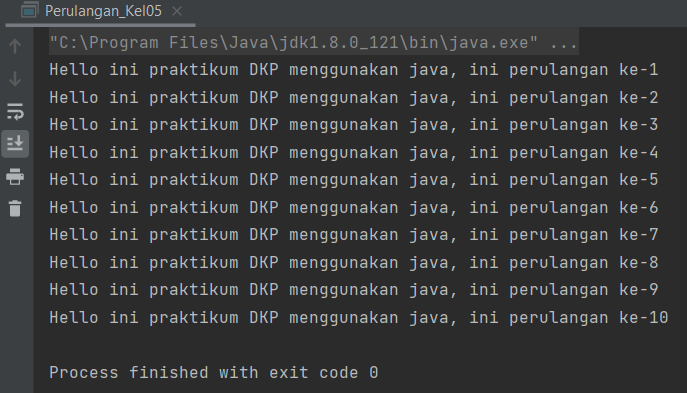 Perulangan_Kel05
"C:\Program Files\Java\jdk1.8.0_121\bin\java.exe" ...
Hello ini praktikum DKP menggunakan java, ini perulangan ke-1
Hello ini praktikum DKP menggunakan java, ini perulangan ke-2
Hello ini praktikum DKP menggunakan java, ini perulangan ke-3
Hello ini praktikum DKP menggunakan java, ini perulangan ke-4
Hello ini praktikum DKP menggunakan java, ini perulangan ke-5
Hello ini praktikum DKP menggunakan java, ini perulangan ke-6
Hello ini praktikum DKP menggunakan java, ini perulangan ke-7
Hello ini praktikum DKP menggunakan java, ini perulangan ke-8
Hello ini praktikum DKP menggunakan java, ini perulangan ke-9
Hello ini praktikum DKP menggunakan java, ini perulangan ke-10
Process finished with exit code 0